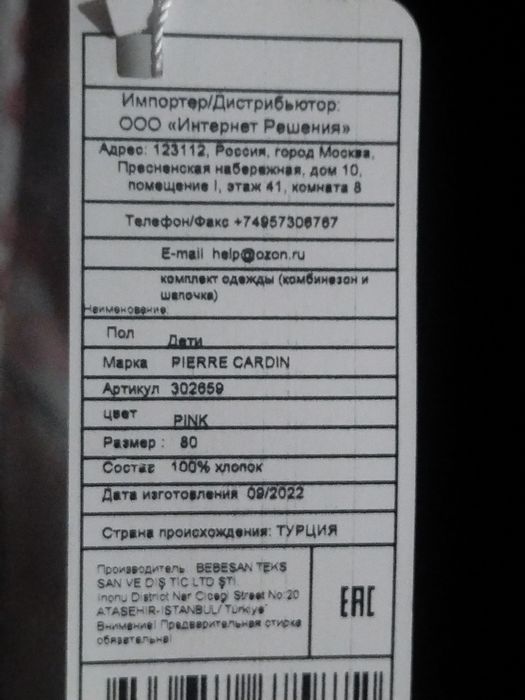 Импортер/Дистрибьютор:
ООО «Интернет Решения»
Адрес: 123112, Россия, город Москва,
Пресненская набережная, дом 10,
помещение I, этаж 41, комната 8
Телефон/Факс +74957306767
E-mail help@ozon.ru
комплект одежды (комбинезон и
шапочка)
Наименование:
Пол Дети
Марка PIERRE CARDIN
Артикул 302659
цвет PINK
Размер : 80
Состав 100% хлопок
Дата изготовления 09/2022
Страна происхождения: ТУРЦИЯ
Производитель BEBESAN TEKS
SAN VE DIŞ TIC LTD ŞTI.
Inonu District Nar Cicegi Street No:20
ATASEHIR-ISTANBUL/ Turkiye"
Внимание! Предварительная стирка
обязательна!
EAC